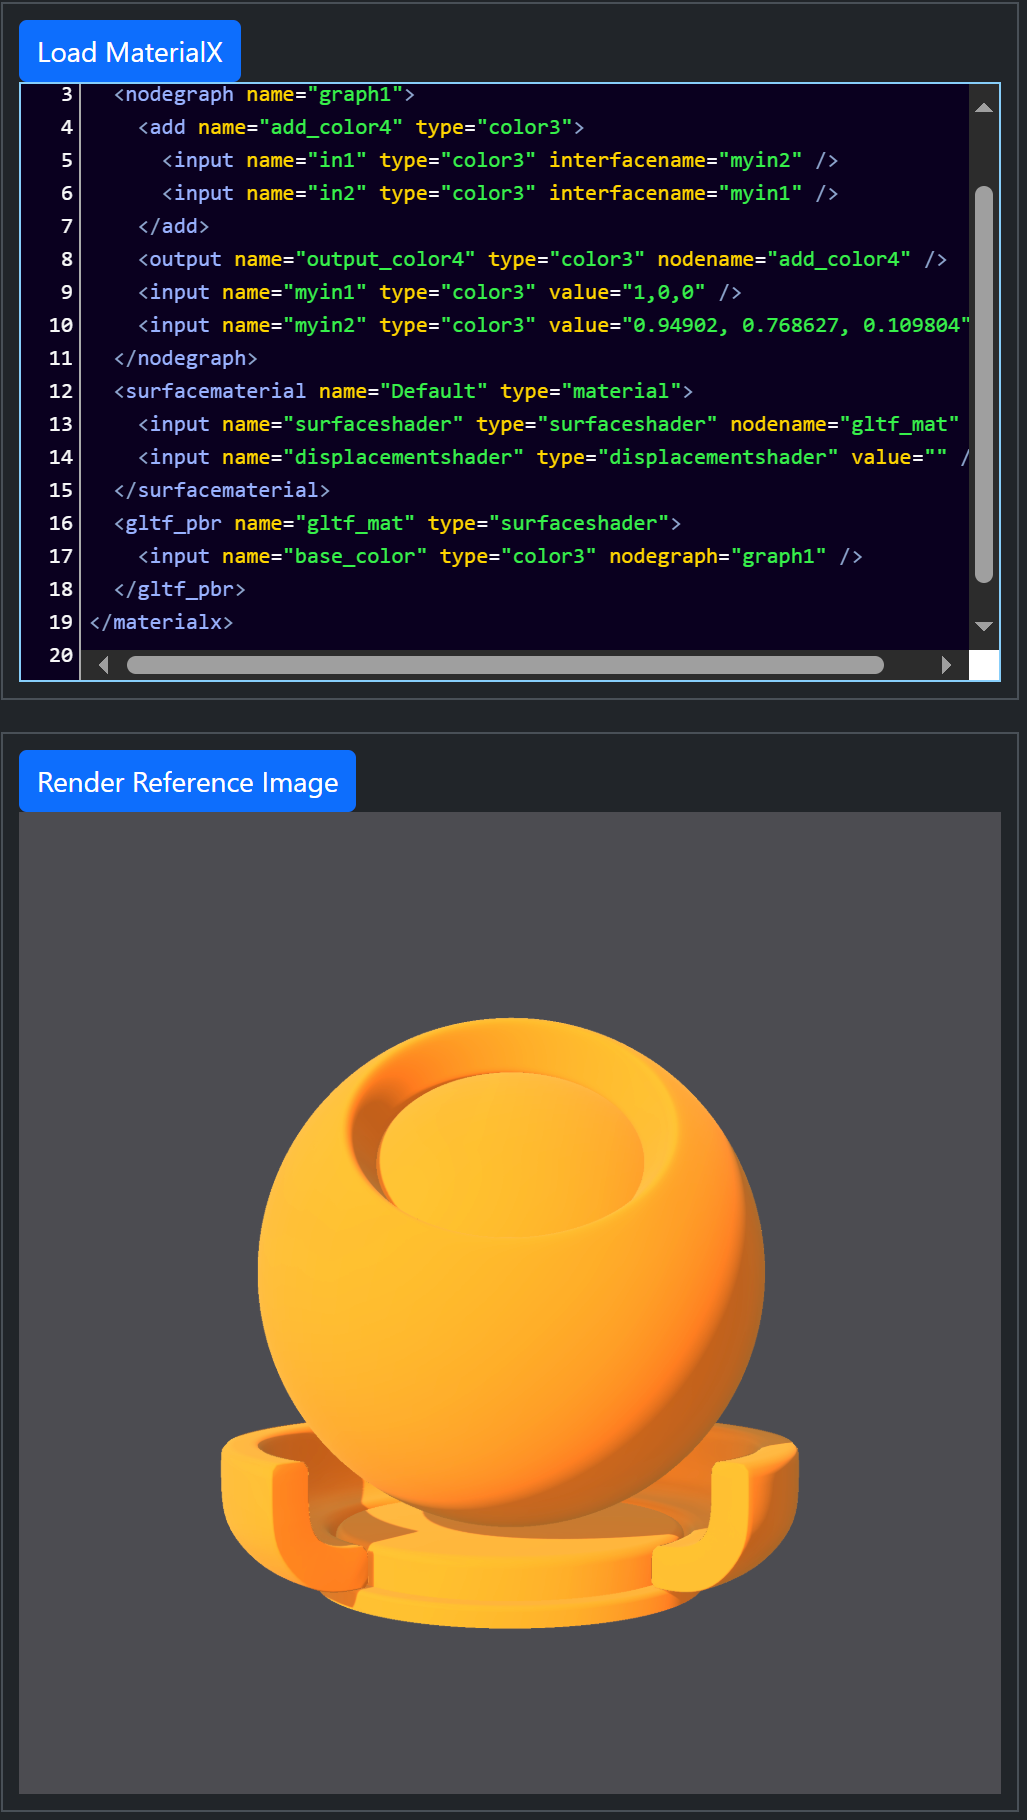 Load MaterialX
3 <nodegraph name="graph1">
4 <add name="add_color4" type="color3">
5 <input name="in1" type="color3" interfacename="myin2" />
6 <input name="in2" type="color3" interfacename="myin1" />
7 </add>
8 <output name="output_color4" type="color3" nodename="add_color4" />
9 <input name="myin1" type="color3" value="1,0,0" />
10 <input name="myin2" type="color3" value="0.94902, 0.768627, 0.109804"
11 </nodegraph>
12 <surfacematerial name="Default" type="material">
13 <input name="surfaceshader" type="surfaceshader" nodename="gltf_mat"
14 <input name="displacementshader" type="displacementshader" value="" /
15 </surfacematerial>
16 <gltf_pbr name="gltf_mat" type="surfaceshader">
17 <input name="base_color" type="color3" nodegraph="graph1" />
18 </gltf_pbr>
19 </materialx>
20
Render Reference Image